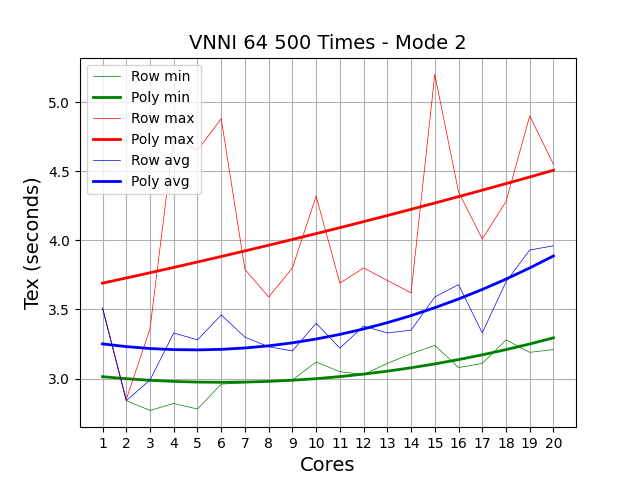 VNNI 64 500 Times - Mode 2
Row min
Poly min
Row max
Poly max
Row avg
Poly avg
Tex (seconds)
5.0
4.5
4.0
3.5
3.0
1 2 3 4 5 6 7 8 9 10 11 12 13 14 15 16 17 18 19 20
Cores